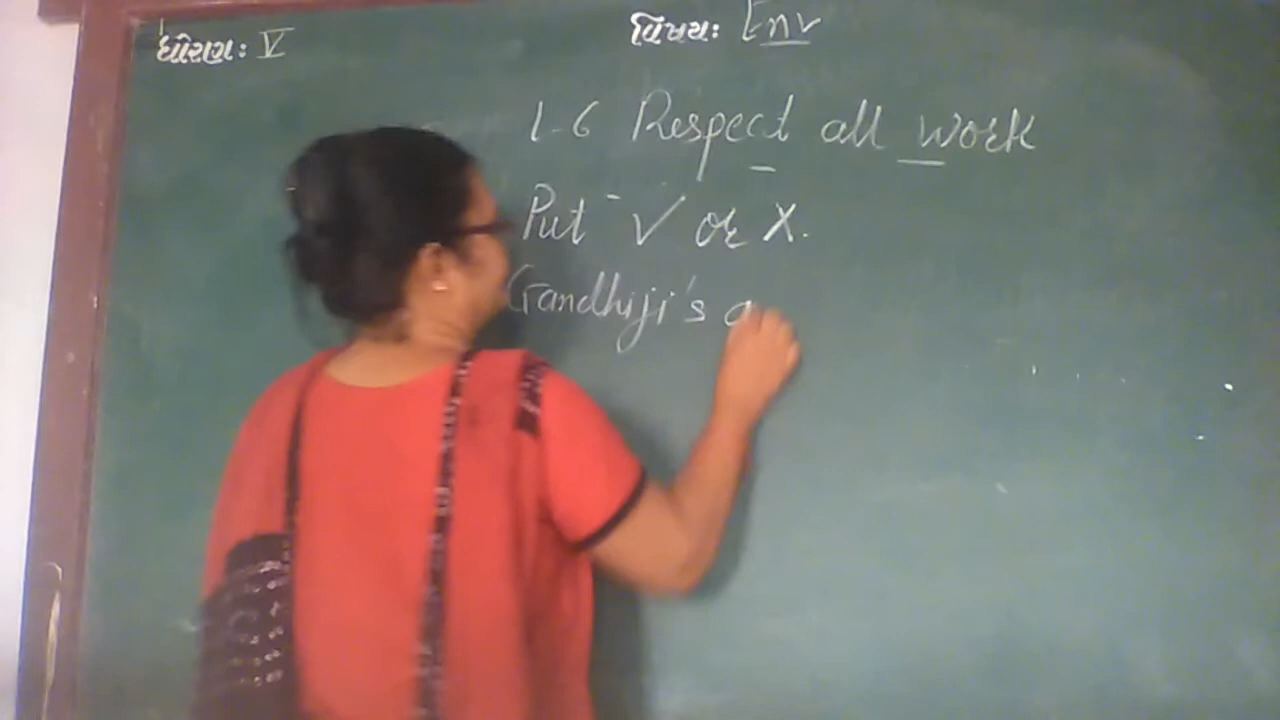 ધોરણ: V
વિષય: Env
1.6 Respect all work
Put ✓ or X.
Gandhiji's